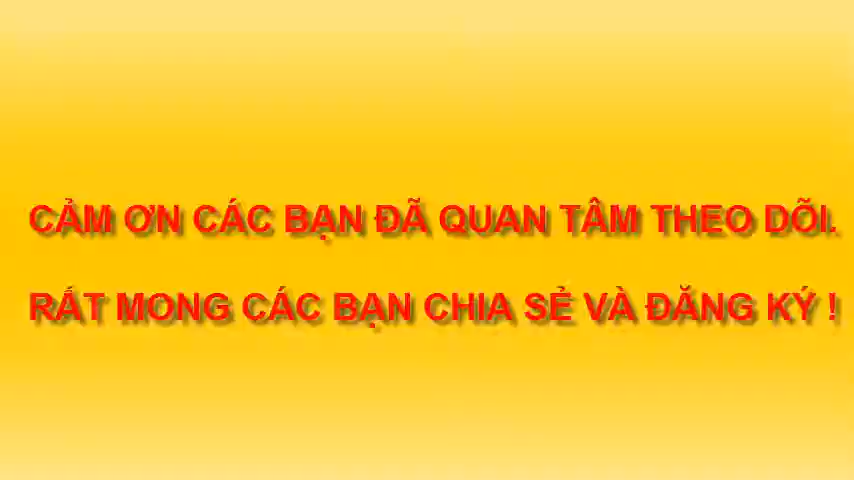 CẢM ƠN CÁC BẠN ĐÃ QUAN TÂM THEO DÕI.
RẤT MONG CÁC BẠN CHIA SẺ VÀ ĐĂNG KÝ !